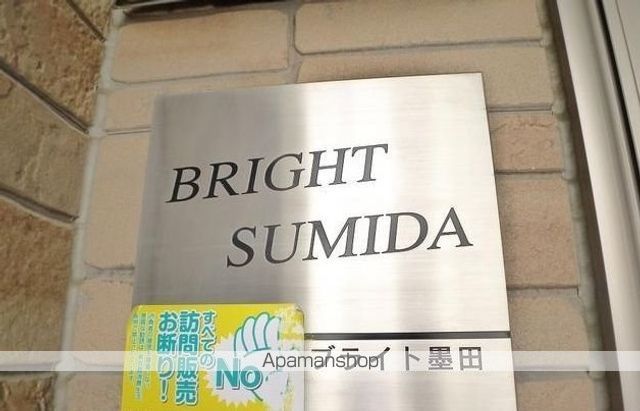 BRIGHT
SUMIDA
ブライト墨田
すべての
訪問販売
お断り!
No
Apamanshop